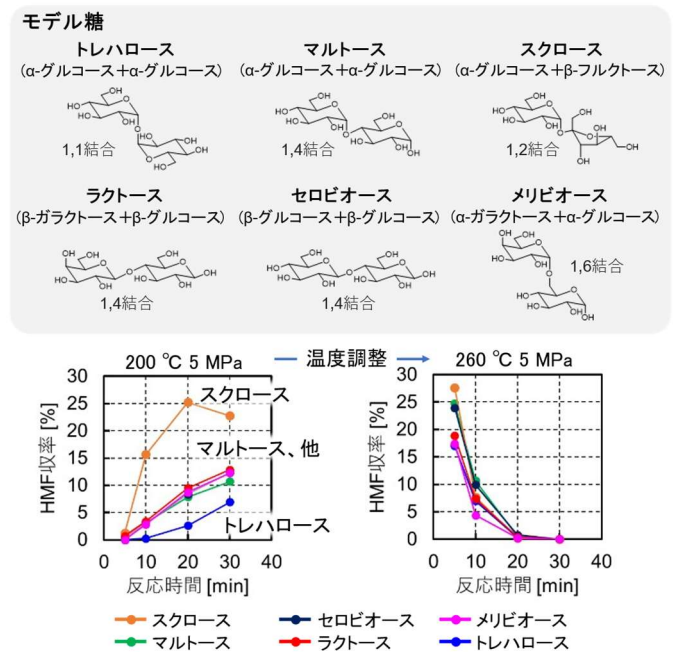 モデル糖
トレハロース
(α-グルコース＋α-グルコース)
1,1結合
マルトース
(α-グルコース＋α-グルコース)
1,4結合
スクロース
(α-グルコース＋β-フルクトース)
1,2結合
ラクトース
(β-ガラクトース＋β-グルコース)
1,4結合
セロビオース
(β-グルコース＋β-グルコース)
1,4結合
メリビオース
(α-ガラクトース＋α-グルコース)
1,6結合
200 ℃ 5 MPa
温度調整
260 ℃ 5 MPa
HMF収率 [%]
30
25
20
15
10
5
0
0 10 20 30 40
反応時間 [min]
スクロース
マルトース、他
トレハロース
HMF収率 [%]
30
25
20
15
10
5
0
0 10 20 30 40
反応時間 [min]
スクロース
セロビオース
メリビオース
マルトース
ラクトース
トレハロース